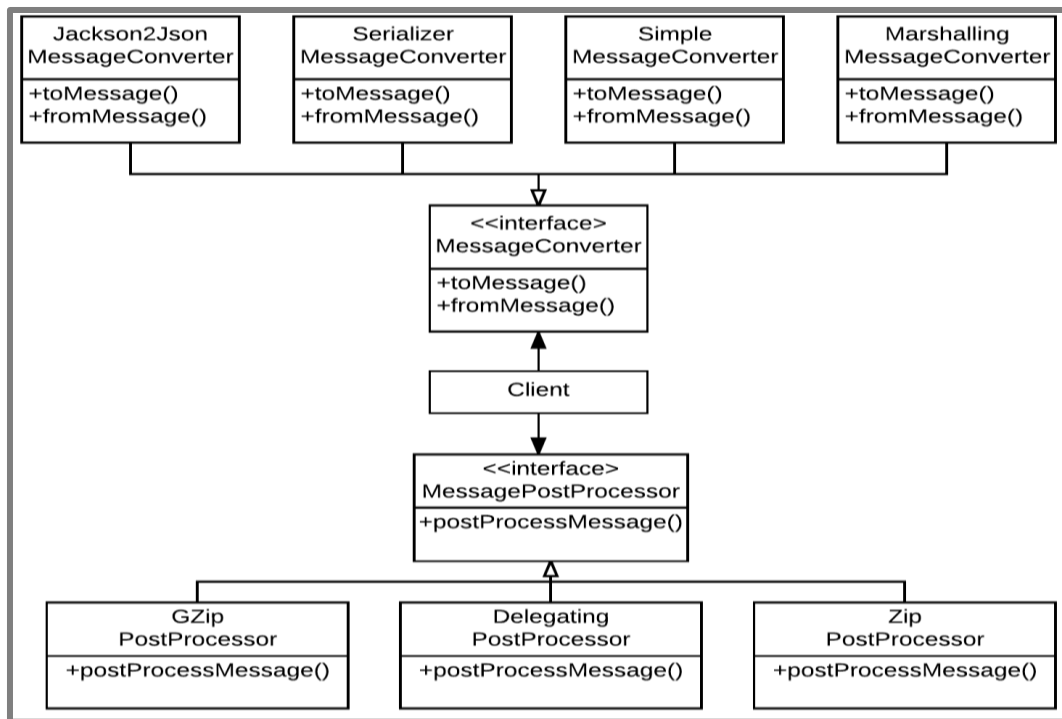 Jackson2Json
MessageConverter
+toMessage()
+fromMessage()
Serializer
MessageConverter
+toMessage()
+fromMessage()
Simple
MessageConverter
+toMessage()
+fromMessage()
Marshalling
MessageConverter
+toMessage()
+fromMessage()
<<interface>
MessageConverter
+toMessage()
+fromMessage()
Client
<<interface>
MessagePostProcessor
+postProcessMessage()
GZip
PostProcessor
+postProcessMessage()
Delegating
PostProcessor
+postProcessMessage()
Zip
PostProcessor
+postProcessMessage()